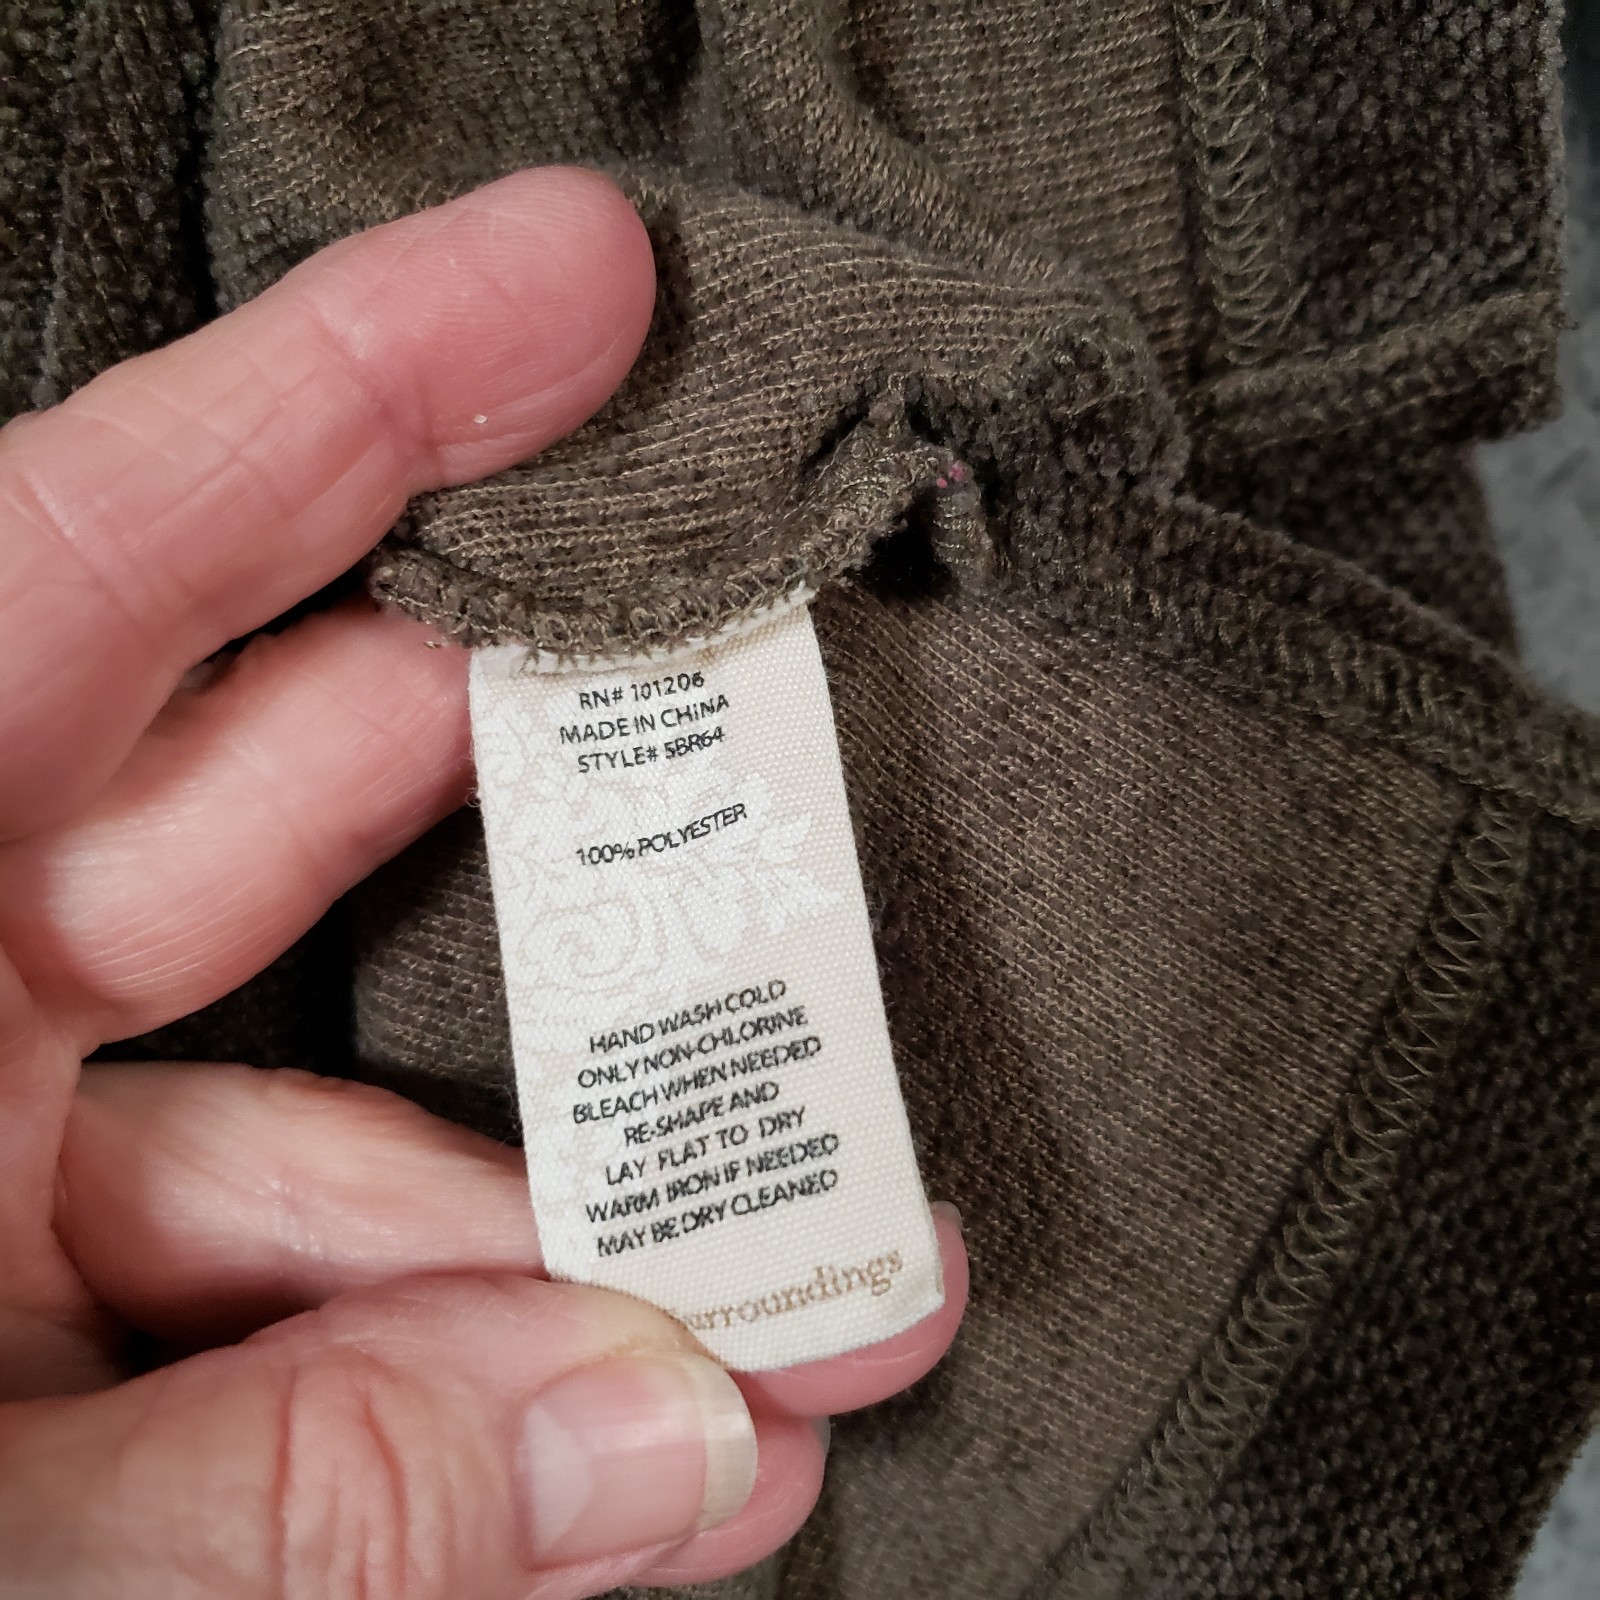 RN# 101206
MADE IN CHINA
STYLE# 5BR64
100% POLYESTER
HAND WASH COLD
ONLY NON-CHLORINE
BLEACH WHEN NEEDED
RE-SHAPE AND
LAY FLAT TO DRY
WARM IRON IF NEEDED
MAY BE DRY CLEANED
urroundings